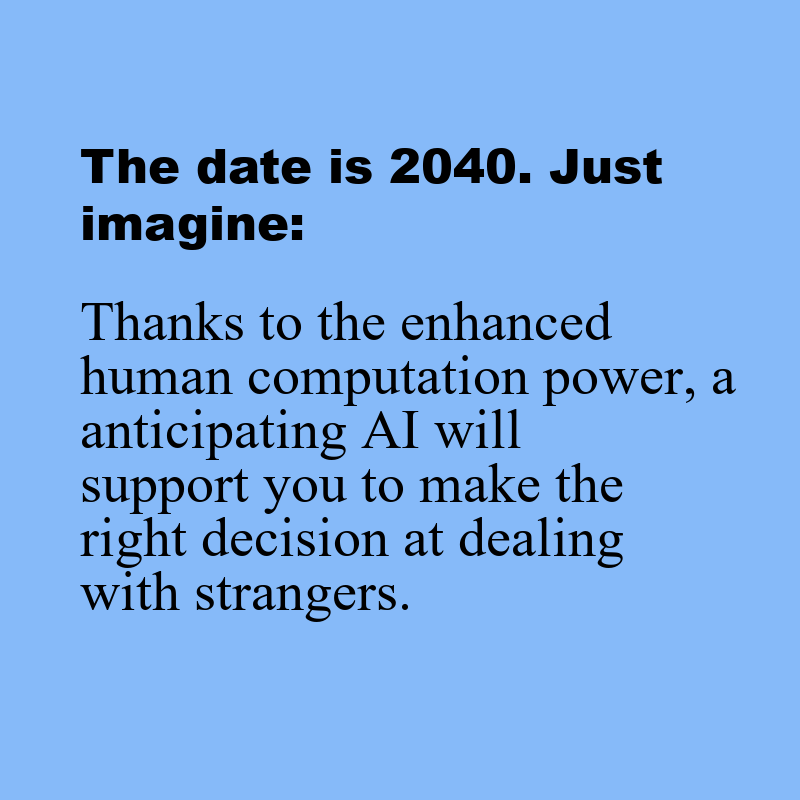 The date is 2040. Just
imagine:
Thanks to the enhanced
human computation power, a
anticipating AI will
support you to make the
right decision at dealing
with strangers.